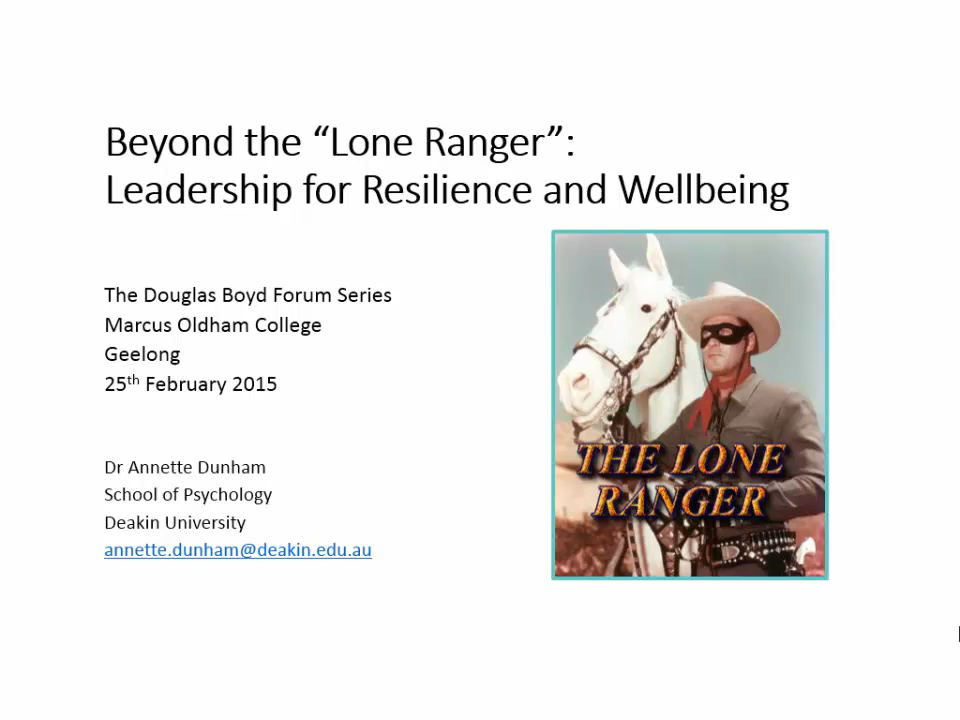 Beyond the “Lone Ranger”:
Leadership for Resilience and Wellbeing
The Douglas Boyd Forum Series
Marcus Oldham College
Geelong
25th February 2015
Dr Annette Dunham
School of Psychology
Deakin University
annette.dunham@deakin.edu.au
THE LONE
RANGER